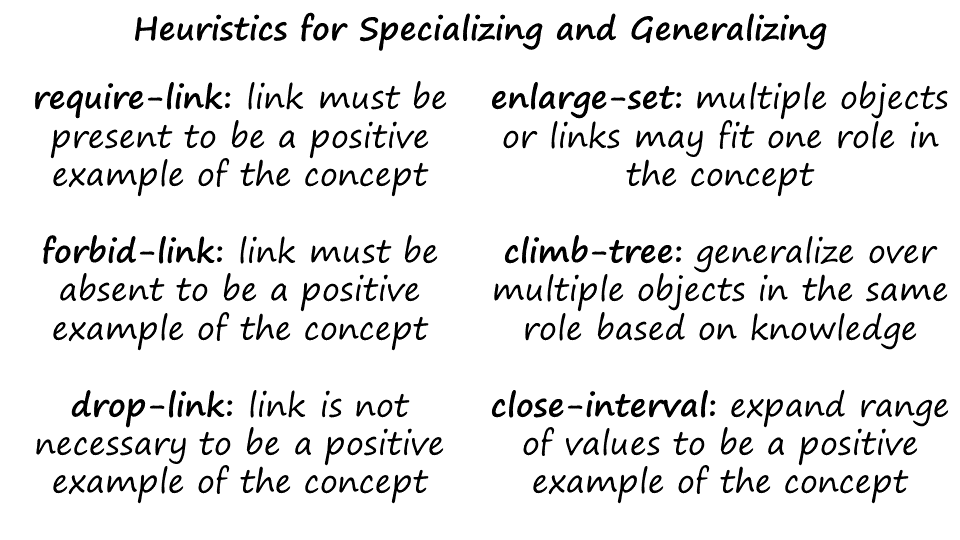 Heuristics for Specializing and Generalizing
require-link: link must be
present to be a positive
example of the concept
forbid-link: link must be
absent to be a positive
example of the concept
drop-link: link is not
necessary to be a positive
example of the concept
enlarge-set: multiple objects
or links may fit one role in
the concept
climb-tree: generalize over
multiple objects in the same
role based on knowledge
close-interval: expand range
of values to be a positive
example of the concept